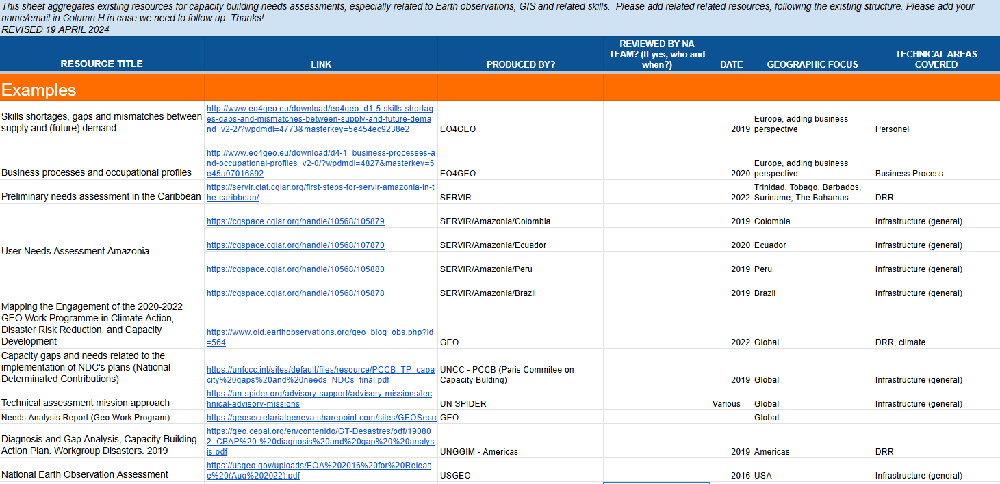 This sheet aggregates existing resources for capacity building needs assessments, especially related to Earth observations, GIS and related skills.  Please add related related resources, following the existing structure. Please add your
name/email in Column H in case we need to follow up. Thanks!
REVISED 19 APRIL 2024
RESOURCE TITLE
LINK
PRODUCED BY?
REVIEWED BY NA
TEAM? (If yes, who and
when?)
DATE
GEOGRAPHIC FOCUS
TECHNICAL AREAS
COVERED
Examples
Skills shortages, gaps and mismatches between
supply and (future) demand
http://www.eo4geo.eu/download/eo4geo_d1-5-skills-shortag
es-gaps-and-mismatches-between-supply-and-future-dema
nd_v2-2/?wpdmdl=4773&masterkey=5e454ec9238e2
EO4GEO
2019
Europe, adding business
perspective
Personel
Business processes and occupational profiles
http://www.eo4geo.eu/download/d4-1_business-processes-a
nd-occupational-profiles_v2-0/?wpdmdl=4827&masterkey=5
e45a07016892
EO4GEO
2020
Europe, adding business
perspective
Business Process
Preliminary needs assessment in the Caribbean
https://servir.ciat.cgiar.org/first-steps-for-servir-amazonia-in-t
he-caribbean/
SERVIR
2022
Trinidad, Tobago, Barbados,
Suriname, The Bahamas
DRR
User Needs Assessment Amazonia
https://cgspace.cgiar.org/handle/10568/105879
SERVIR/Amazonia/Colombia
2019
Colombia
Infrastructure (general)
https://cgspace.cgiar.org/handle/10568/107870
SERVIR/Amazonia/Ecuador
2020
Ecuador
Infrastructure (general)
https://cgspace.cgiar.org/handle/10568/105880
SERVIR/Amazonia/Peru
2019
Peru
Infrastructure (general)
https://cgspace.cgiar.org/handle/10568/105878
SERVIR/Amazonia/Brazil
2019
Brazil
Infrastructure (general)
Mapping the Engagement of the 2020-2022
GEO Work Programme in Climate Action,
Disaster Risk Reduction, and Capacity
Development
https://www.old.earthobservations.org/geo_blog_obs.php?id
=564
GEO
2022
Global
DRR, climate
Capacity gaps and needs related to the
implementation of NDC's plans (National
Determinated Contributions)
https://unfccc.int/sites/default/files/resource/PCCB_TP_capa
city%20gaps%20and%20needs_NDCs_final.pdf
UNCC - PCCB (Paris Commitee on
Capacity Bulding)
2019
Global
Infrastructure (general)
Technical assessment mission approach
https://un-spider.org/advisory-support/advisory-missions/tec
hnical-advisory-missions
UN SPIDER
Various
Global
Infrastructure (general)
Needs Analysis Report (Geo Work Program)
https://geosecretariatgeneva.sharepoint.com/sites/GEOSecre
GEO
Global
Diagnosis and Gap Analysis, Capacity Building
Action Plan. Workgroup Disasters. 2019
https://geo.cepal.org/en/contenido/GT-Desastres/pdf/19080
2_CBAP%20-%20diagnosis%20and%20gap%20%20analys
is.pdf
UNGGIM - Americas
2019
Americas
DRR
National Earth Observation Assessment
https://usgeo.gov/uploads/EOA%202016%20for%20Releas
e%20(Aug%202022).pdf
USGEO
2016
USA
Infrastructure (general)